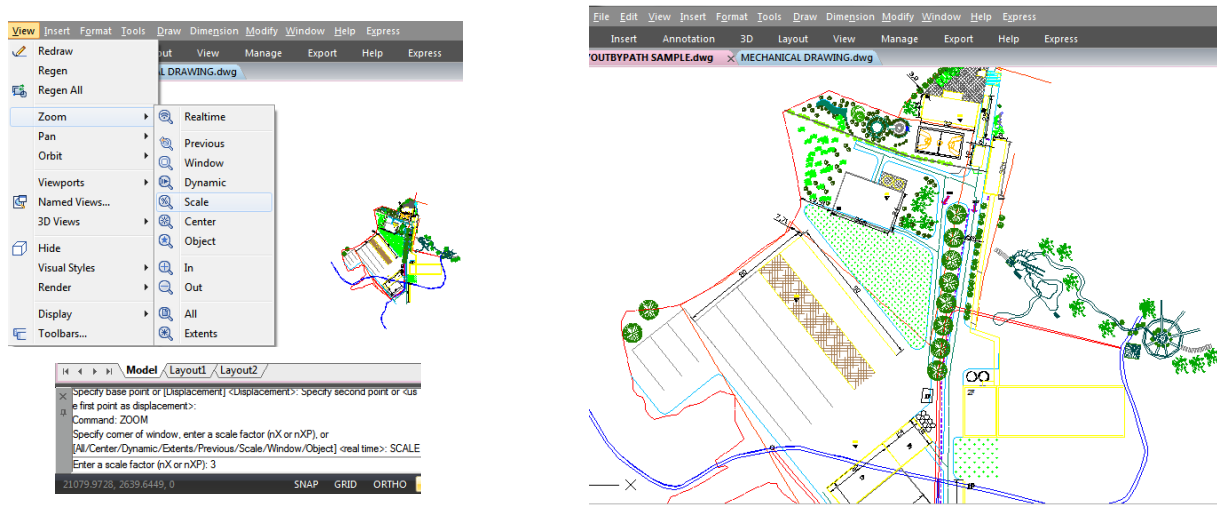 View Insert Format Tools Draw Dimension Modify Window Help Express
Redraw
out View Manage Export Help Express
Regen
L DRAWING.dwg
Regen All
Zoom
Realtime
Pan
Previous
Orbit
Window
Viewports
Dynamic
Named Views...
Scale
3D Views
Center
Hide
Object
Visual Styles
In
Render
Out
Display
All
Toolbars...
Extents
Model Layout1 Layout2
Specify base point or [Displacement] <Displacement>: Specify second point or <us
e first point as displacement>:
Command: ZOOM
Specify corner of window, enter a scale factor (nX or nXP), or
[All/Center/Dynamic/Extents/Previous/Scale/Window/Object] <real time>: SCALE
Enter a scale factor (nX or nXP): 3
21079.9728, 2639.6449, 0 SNAP GRID ORTHO
File Edit View Insert Format Tools Draw Dimension Modify Window Help Express
Insert Annotation 3D Layout View Manage Export Help Express
OUTBYPATH SAMPLE.dwg MECHANICAL DRAWING.dwg
X